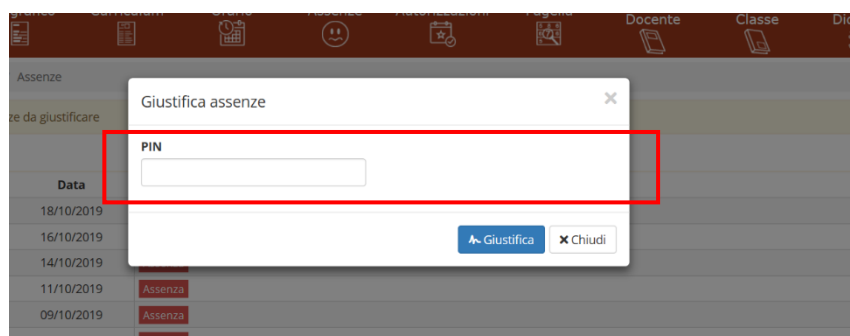 Docente
Classe
Assenze
Giustifica assenze ×
ze da giustificare
PIN
Data
18/10/2019
16/10/2019
Giustifica Chiudi
14/10/2019
11/10/2019 Assenza
09/10/2019 Assenza